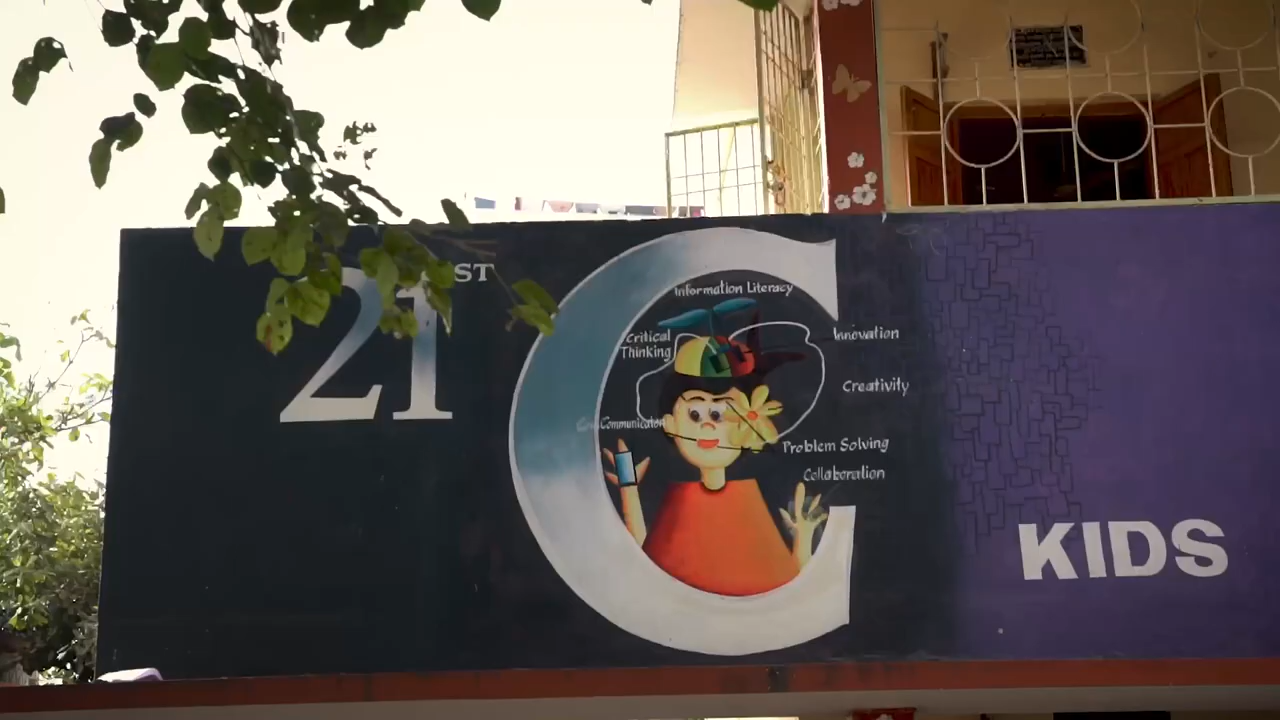 21ST
C
Information Literacy
Critical
Thinking
Innovation
Creativity
Communication
Problem Solving
Collaboration
KIDS